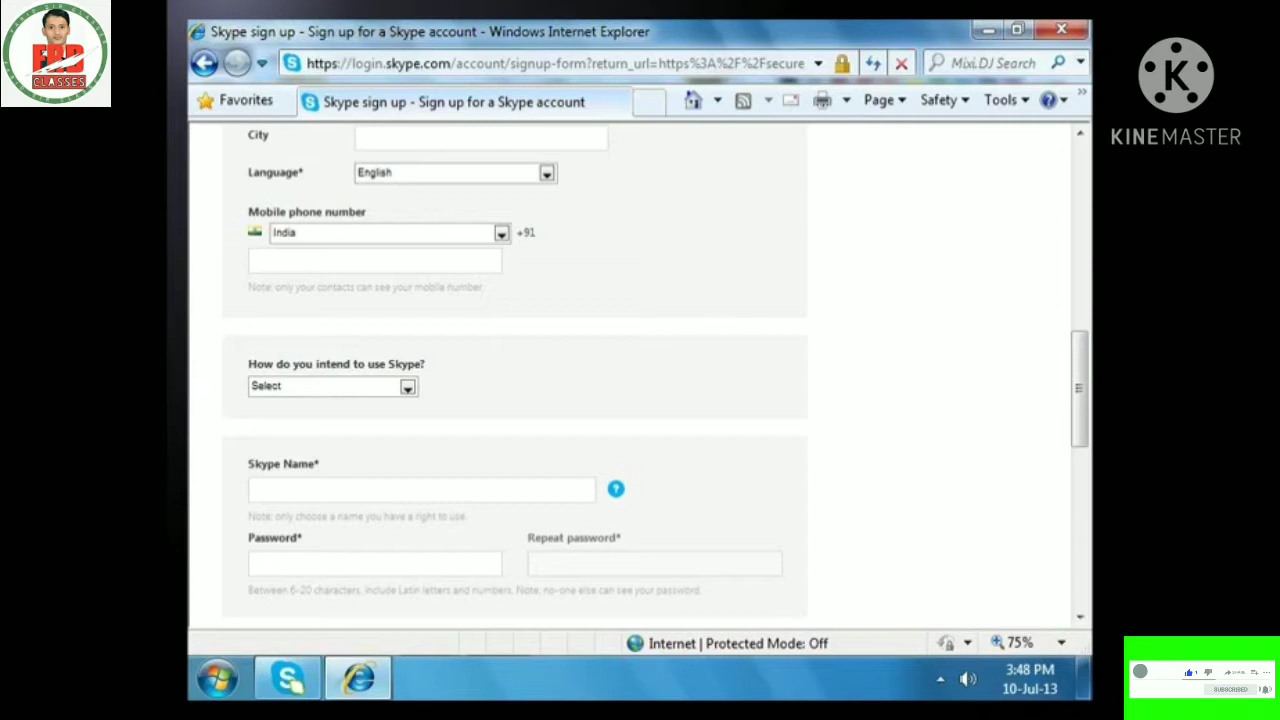 Skype sign up - Sign up for a Skype account - Windows Internet Explorer
https://login.skype.com/account/signup-form?return_url=https%3A%2F%2Fsecure
Mixi.DJ Search
Favorites
Skype sign up - Sign up for a Skype account
Page
Safety
Tools
KINEMASTER
CLASSES
City
Language*
English
Mobile phone number
India
+91
Note: only your contacts can see your mobile number.
How do you intend to use Skype?
Select
Skype Name*
Note: only choose a name you have a right to use.
Password*
Repeat password*
Between 6-20 characters, include Latin letters and numbers. Note: no-one else can see your password.
Internet | Protected Mode: Off
75%
3:48 PM
10-Jul-13
SUBSCRIBED